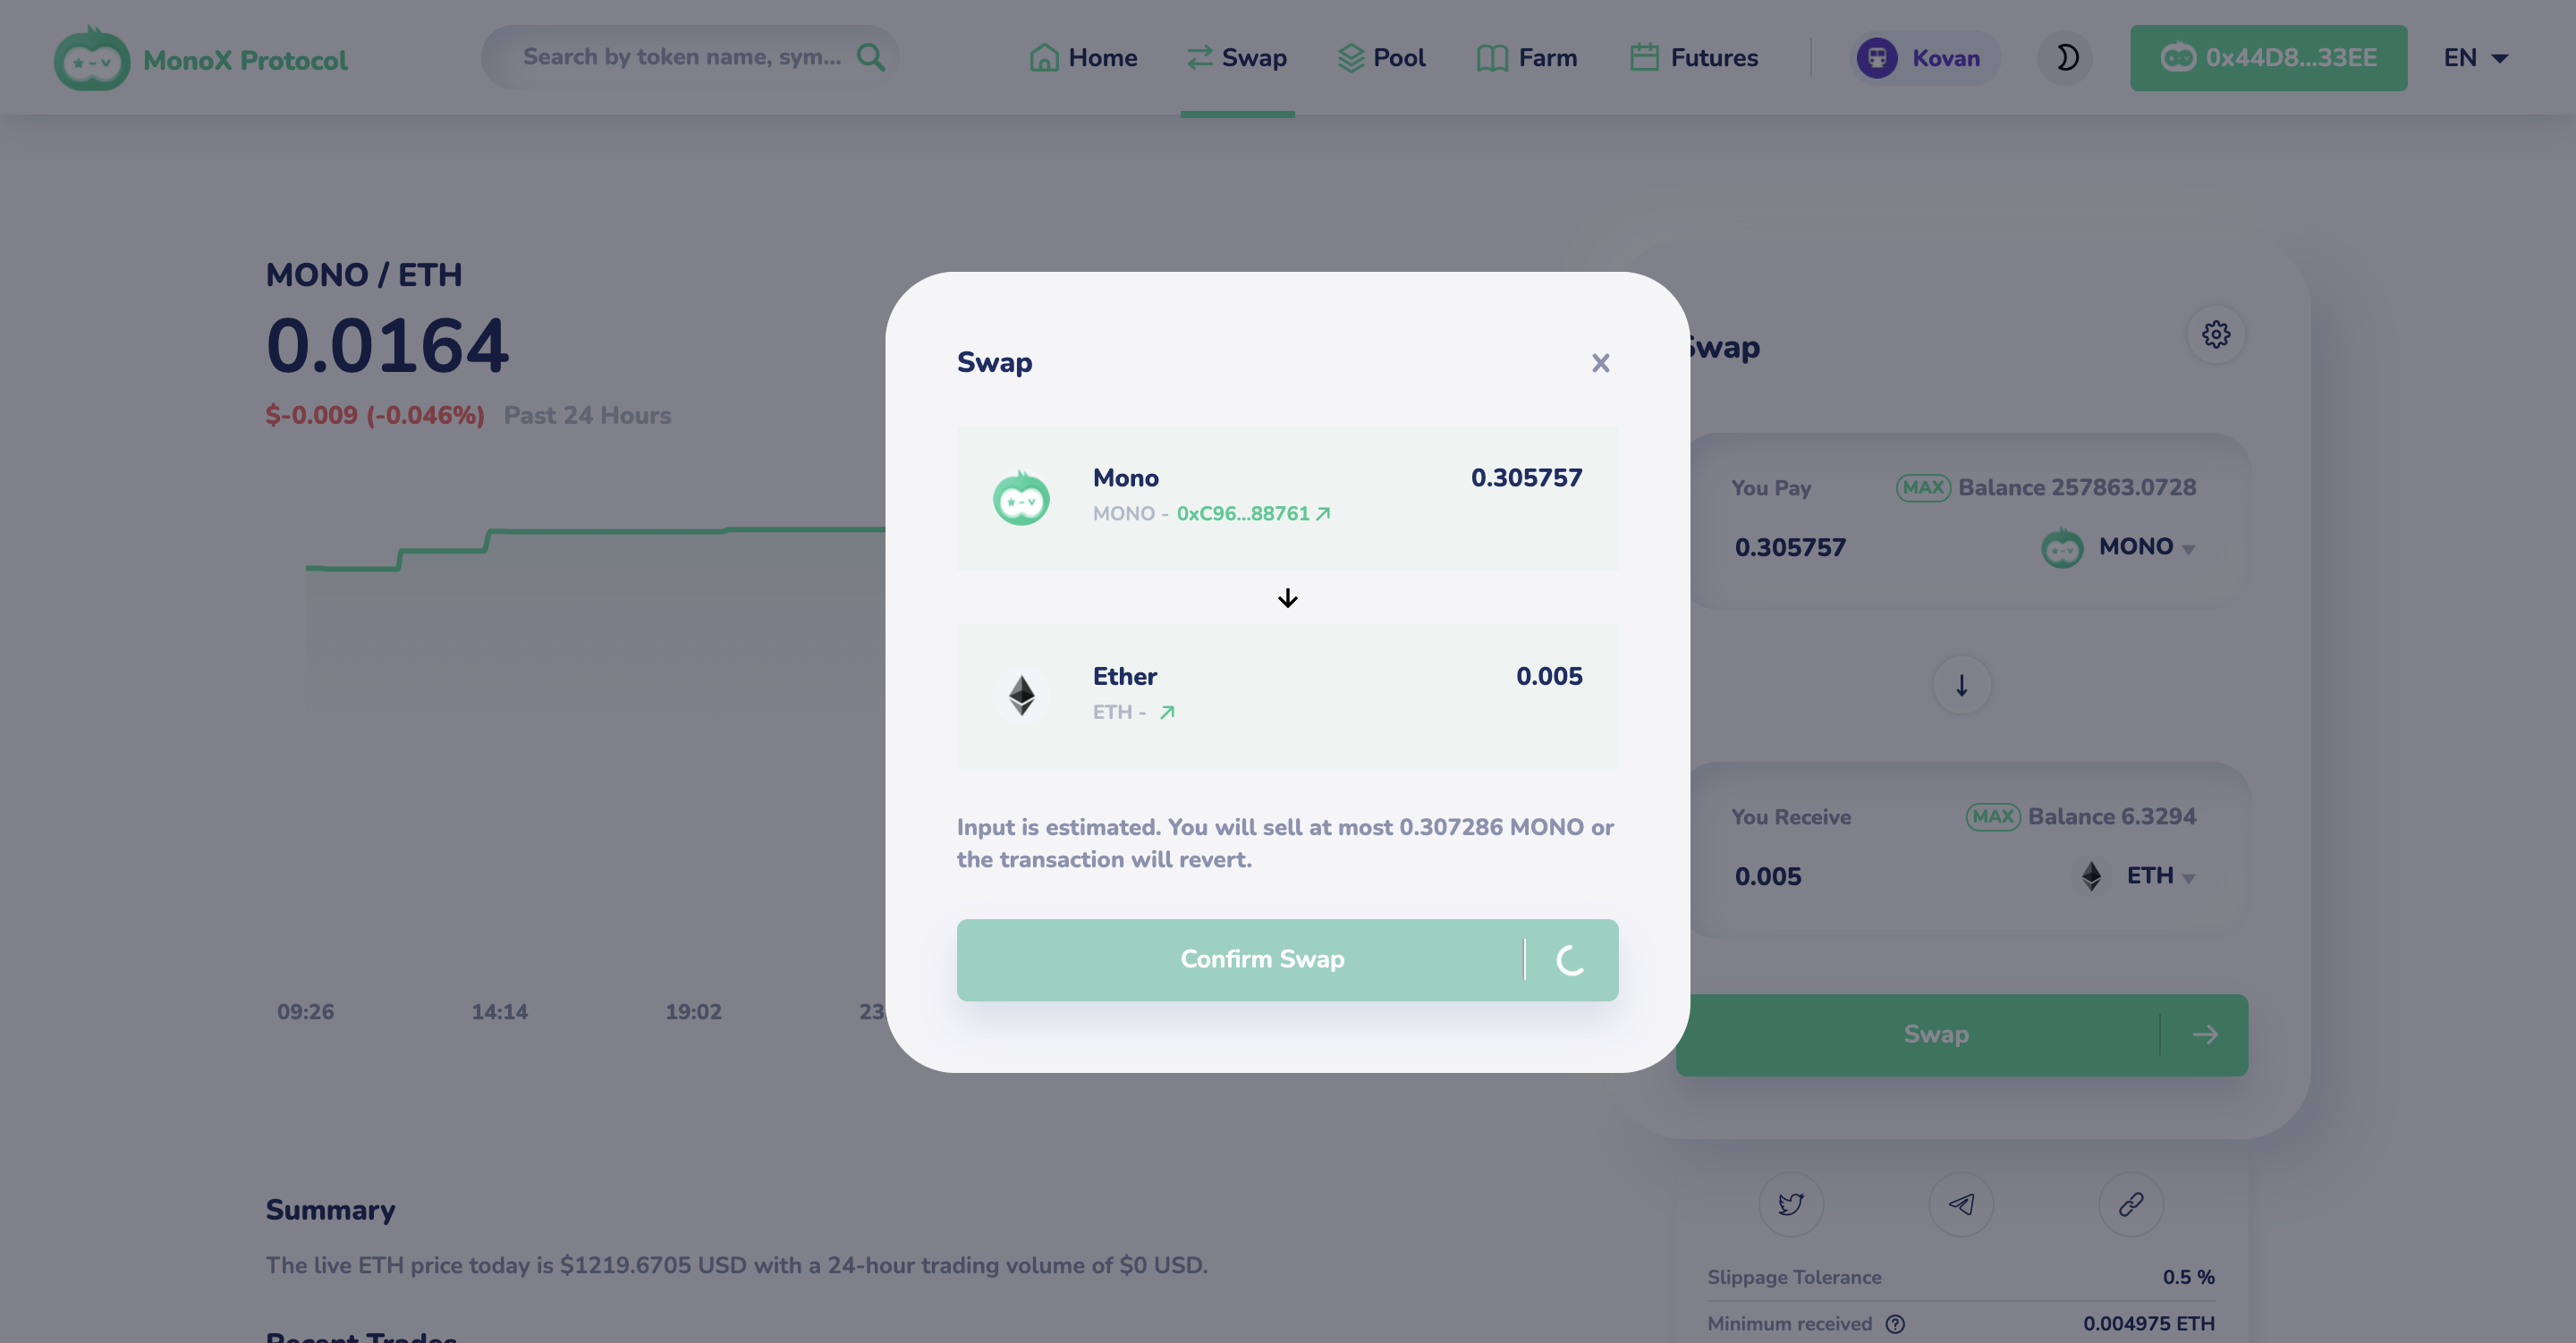 MonoX Protocol
Search by token name, sym...
Home
Swap
Pool
Farm
Futures
Kovan
0x44D8...33EE
EN
MONO / ETH
0.0164
$-0.009 (-0.046%) Past 24 Hours
09:26
14:14
19:02
23
Swap
X
Mono
0.305757
MONO - 0xC96...88761
Ether
0.005
ETH -
Input is estimated. You will sell at most 0.307286 MONO or
the transaction will revert.
Confirm Swap
Swap
You Pay
MAX Balance 257863.0728
0.305757
MONO
You Receive
MAX Balance 6.3294
0.005
ETH
Swap
Slippage Tolerance
0.5 %
Minimum received ?
0.004975 ETH
Summary
The live ETH price today is $1219.6705 USD with a 24-hour trading volume of $0 USD.
Recent Trades